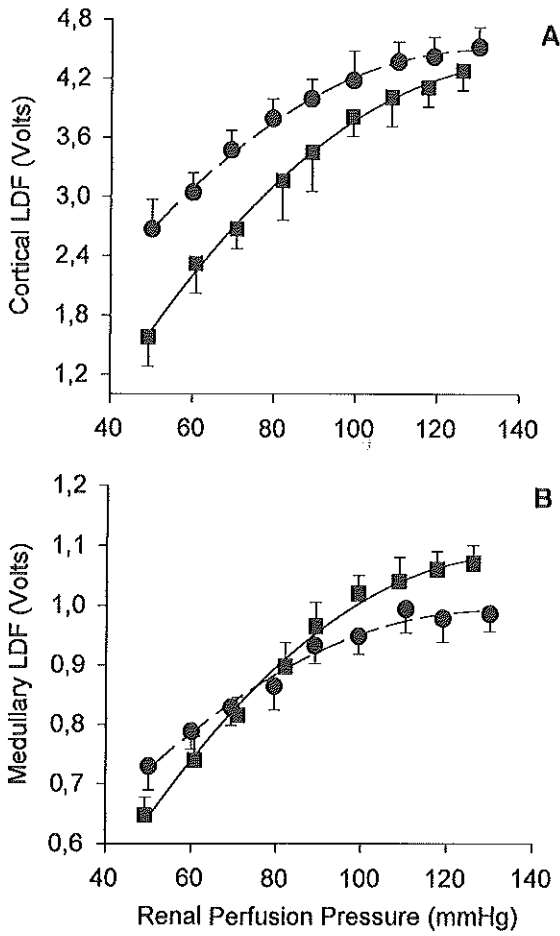 A
Cortical LDF (Volts)
4,8
4,2
3,6
3,0
2,4
1,8
1,2
40 60 80 100 120 140
B
Medullary LDF (Volts)
1,2
1,1
1,0
0,9
0,8
0,7
0,6
40 60 80 100 120 140
Renal Perfusion Pressure (mmHg)